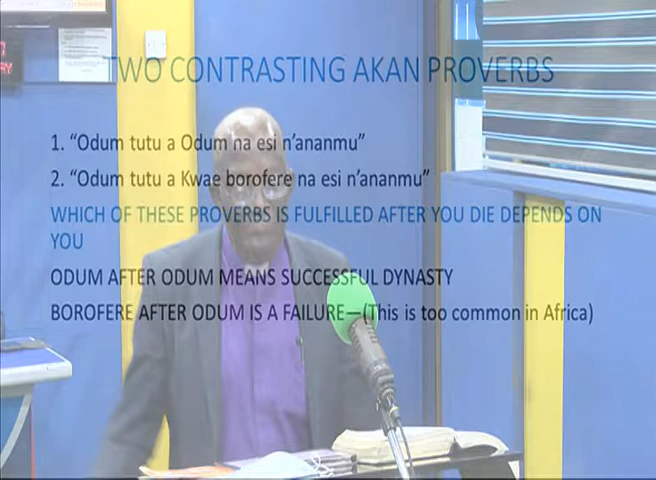 TWO CONTRASTING AKAN PROVERBS
1. “Odum tutu a Odum na esi n’ananmu”
2. “Odum tutu a Kwae borofere na esi n’ananmu”
WHICH OF THESE PROVERBS IS FULFILLED AFTER YOU DIE DEPENDS ON
YOU
ODUM AFTER ODUM MEANS SUCCESSFUL DYNASTY
BOROFERE AFTER ODUM IS A FAILURE—(This is too common in Africa)